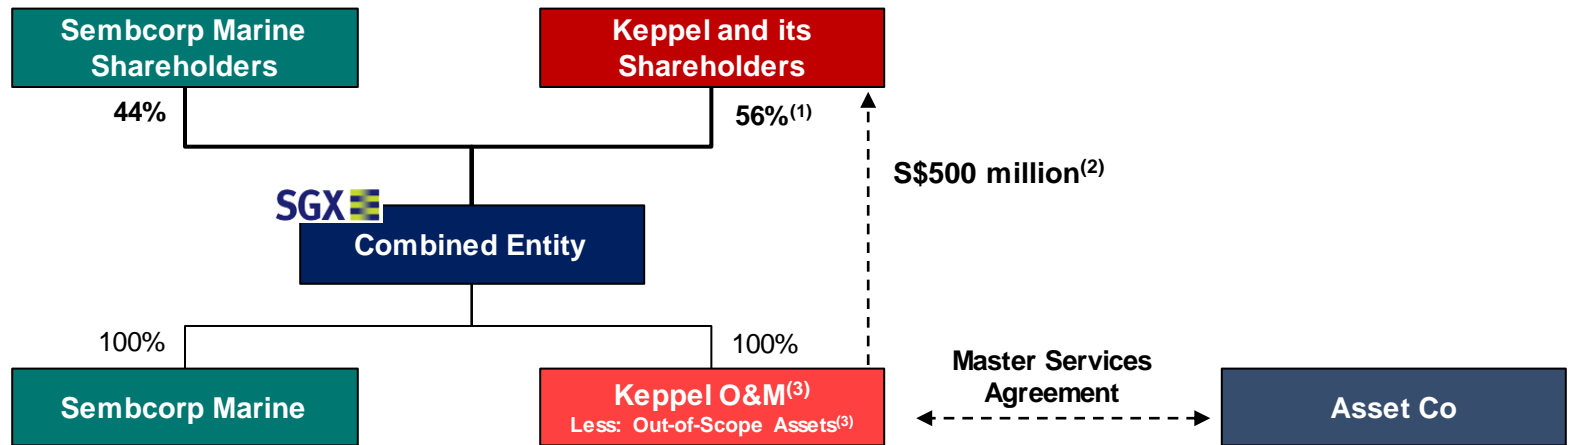 Sembcorp Marine
Shareholders
Keppel and its
Shareholders
44%
56%(1)
S$500 million(2)
SGX
Combined Entity
100%
100%
Sembcorp Marine
Keppel O&M(3)
Less: Out-of-Scope Assets(3)
Master Services
Agreement
Asset Co